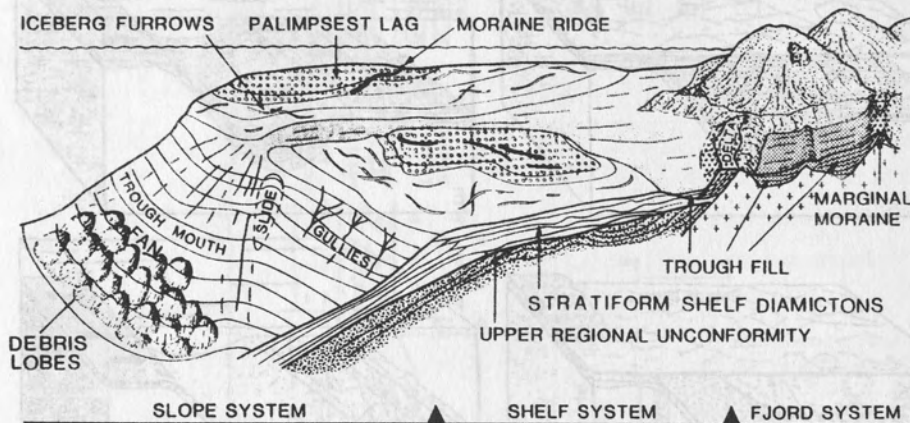 ICEBERG FURROWS
PALIMPSEST LAG
MORAINE RIDGE
TROUGH MOUTH
FAN
SLIDE
GULLIES
DEBRIS
LOBES
MARGINAL
MORAINE
TROUGH FILL
STRATIFORM SHELF DIAMICTONS
UPPER REGIONAL UNCONFORMITY
SLOPE SYSTEM
SHELF SYSTEM
FJORD SYSTEM